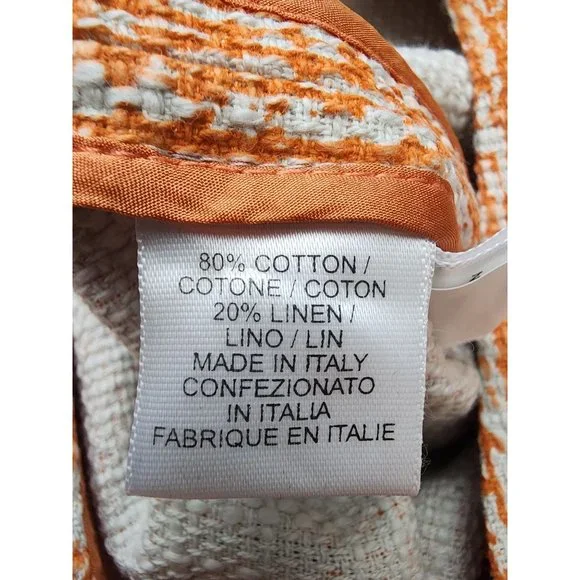 80% COTTON /
COTONE / COTON
20% LINEN /
LINO / LIN
MADE IN ITALY
CONFEZIONATO
IN ITALIA
FABRIQUE EN ITALIE